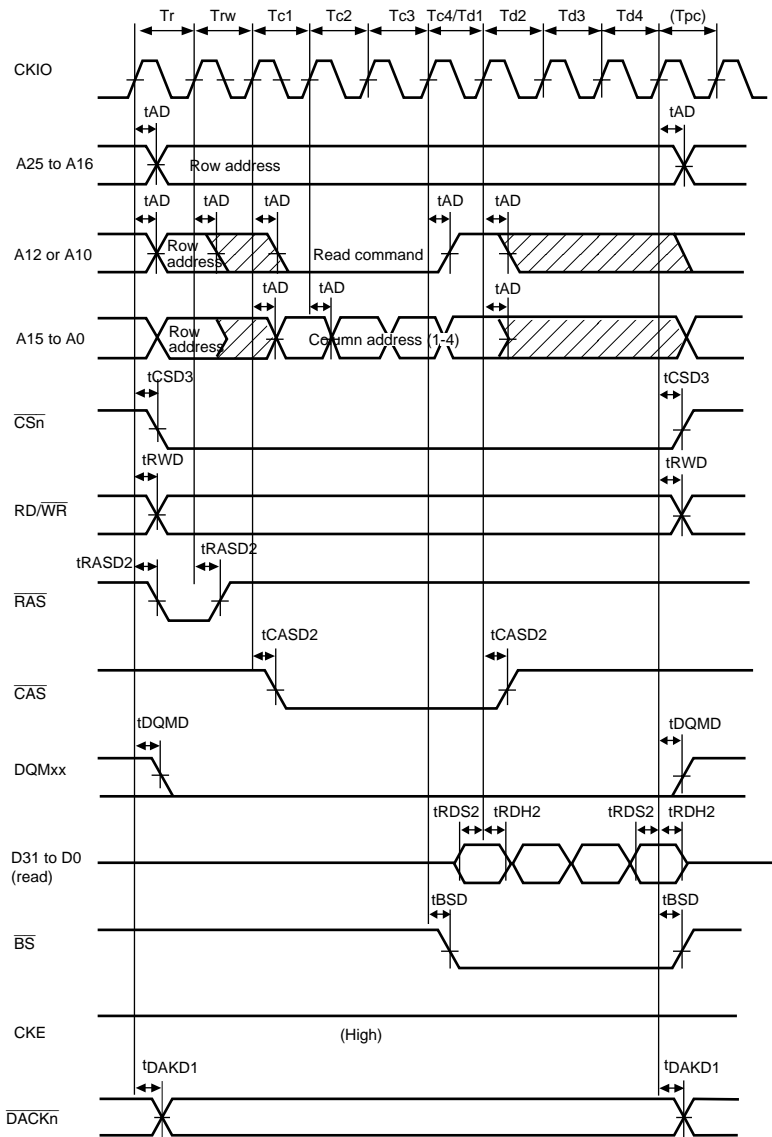 Tr Trw Tc1 Tc2 Tc3 Tc4/Td1 Td2 Td3 Td4 (Tpc)
CKIO
tAD tAD
A25 to A16 Row address
tAD tAD tAD tAD tAD
A12 or A10 Row address Read command
tAD tAD tAD
A15 to A0 Row address Column address (1-4)
tCSD3 tCSD3
CSn
tRWD tRWD
RD/WR
tRASD2 tRASD2
RAS
tCASD2 tCASD2
CAS
tDQMD tDQMD
DQMxx
tRDS2 tRDH2 tRDS2 tRDH2
D31 to D0
(read)
tBSD tBSD
BS
CKE (High)
tDAKD1 tDAKD1
DACKn